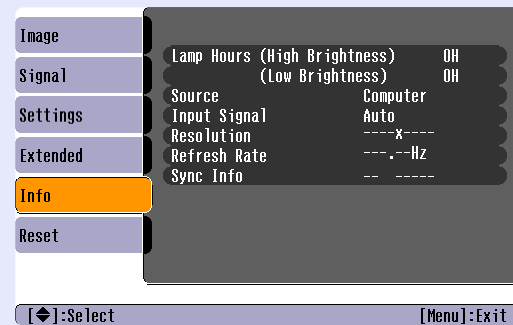 Image
Signal
Settings
Extended
Info
Reset
Lamp Hours (High Brightness) 0H
(Low Brightness) 0H
Source Computer
Input Signal Auto
Resolution ----x----
Refresh Rate ---.--Hz
Sync Info -- -----
[◆]:Select [Menu]:Exit